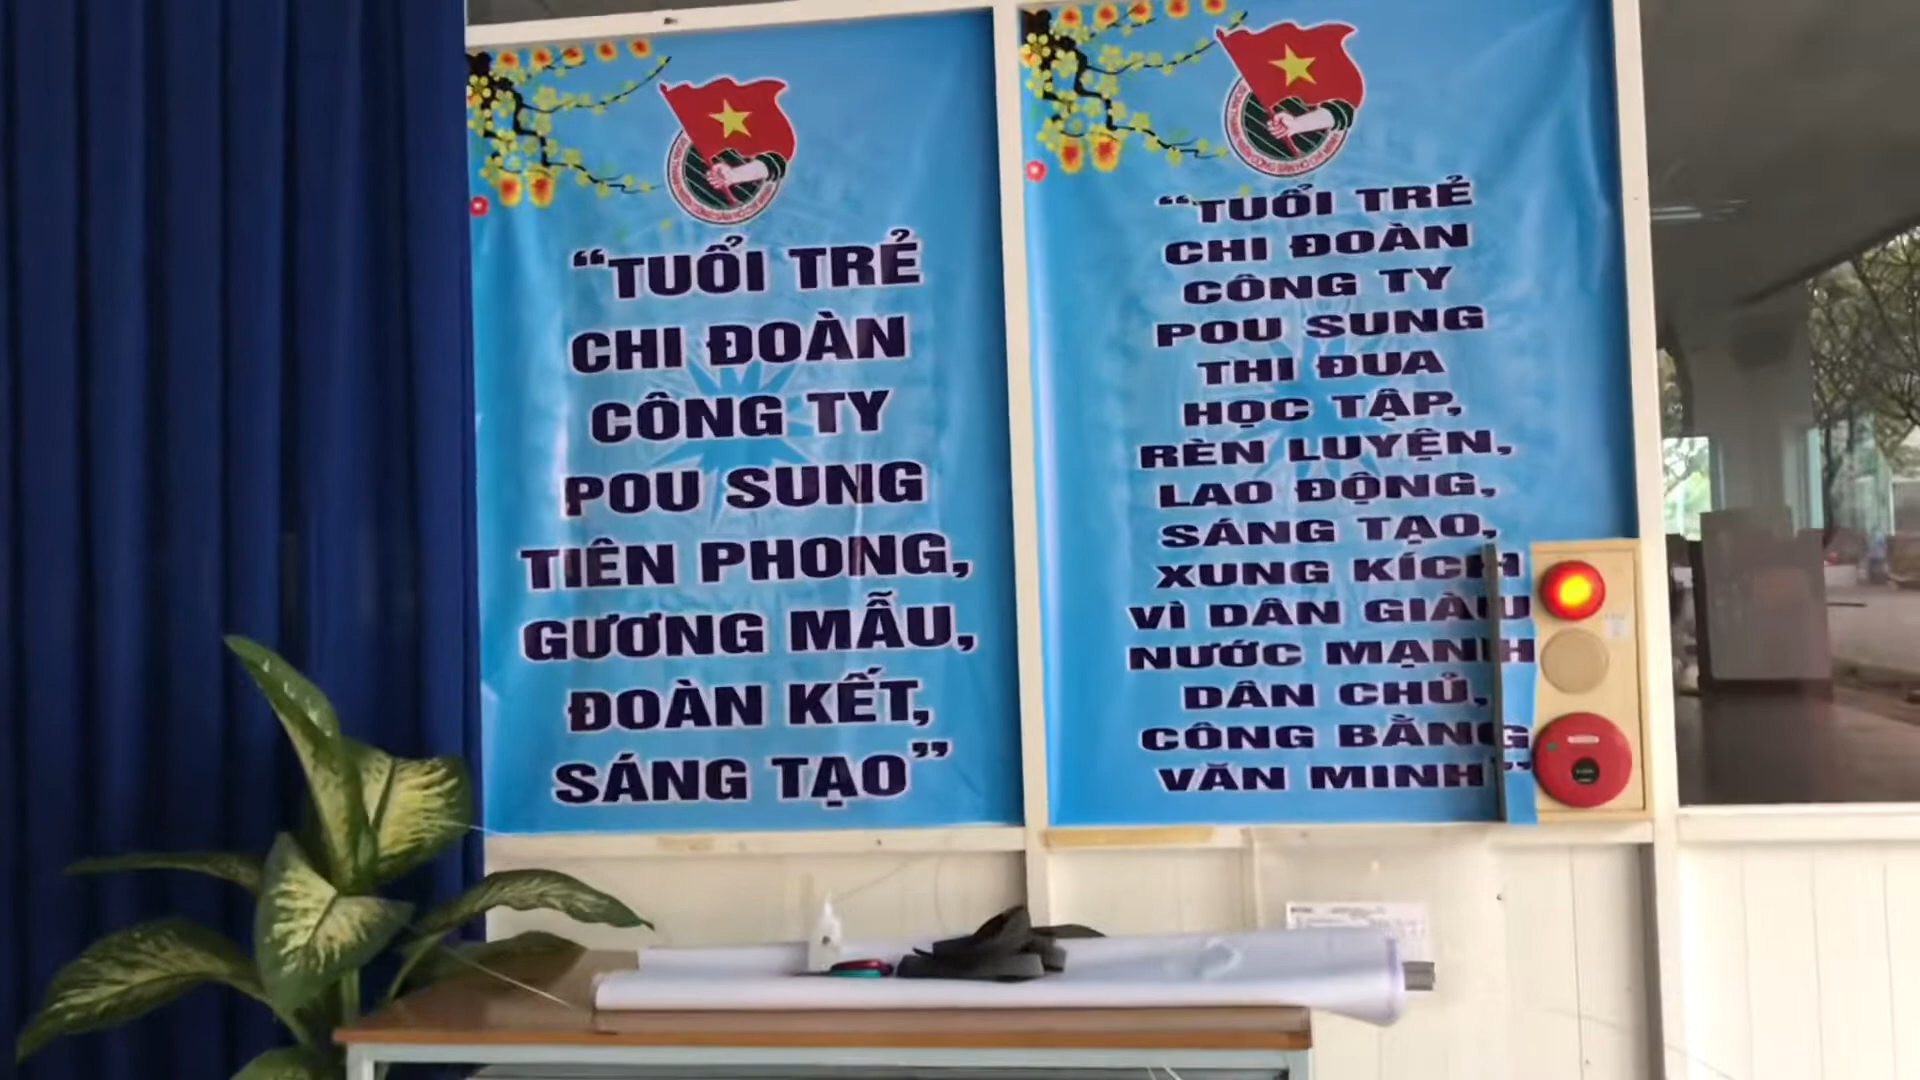 “TUỔI TRẺ
CHI ĐOÀN
CÔNG TY
POU SUNG
TIÊN PHONG,
GƯƠNG MẪU,
ĐOÀN KẾT,
SÁNG TẠO”
“TUỔI TRẺ
CHI ĐOÀN
CÔNG TY
POU SUNG
THI ĐUA
HỌC TẬP,
RÈN LUYỆN,
LAO ĐỘNG,
SÁNG TẠO,
XUNG KÍCH
VÌ DÂN GIÀU
NƯỚC MẠNH
DÂN CHỦ,
CÔNG BẰNG
VĂN MINH”